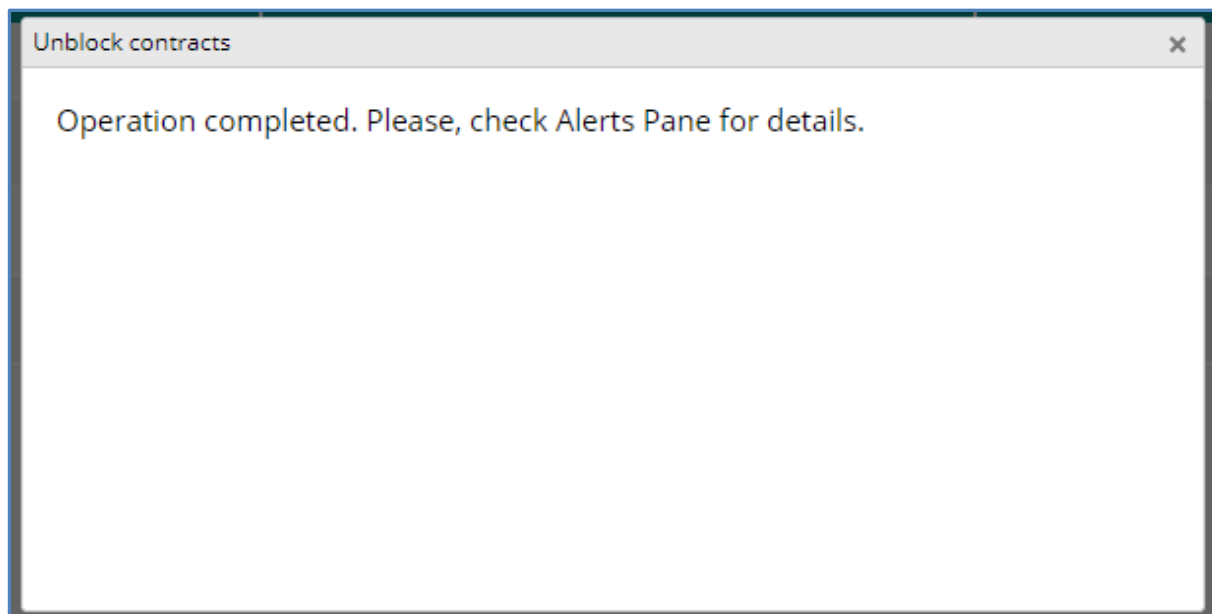 Unblock contracts
Operation completed. Please, check Alerts Pane for details.